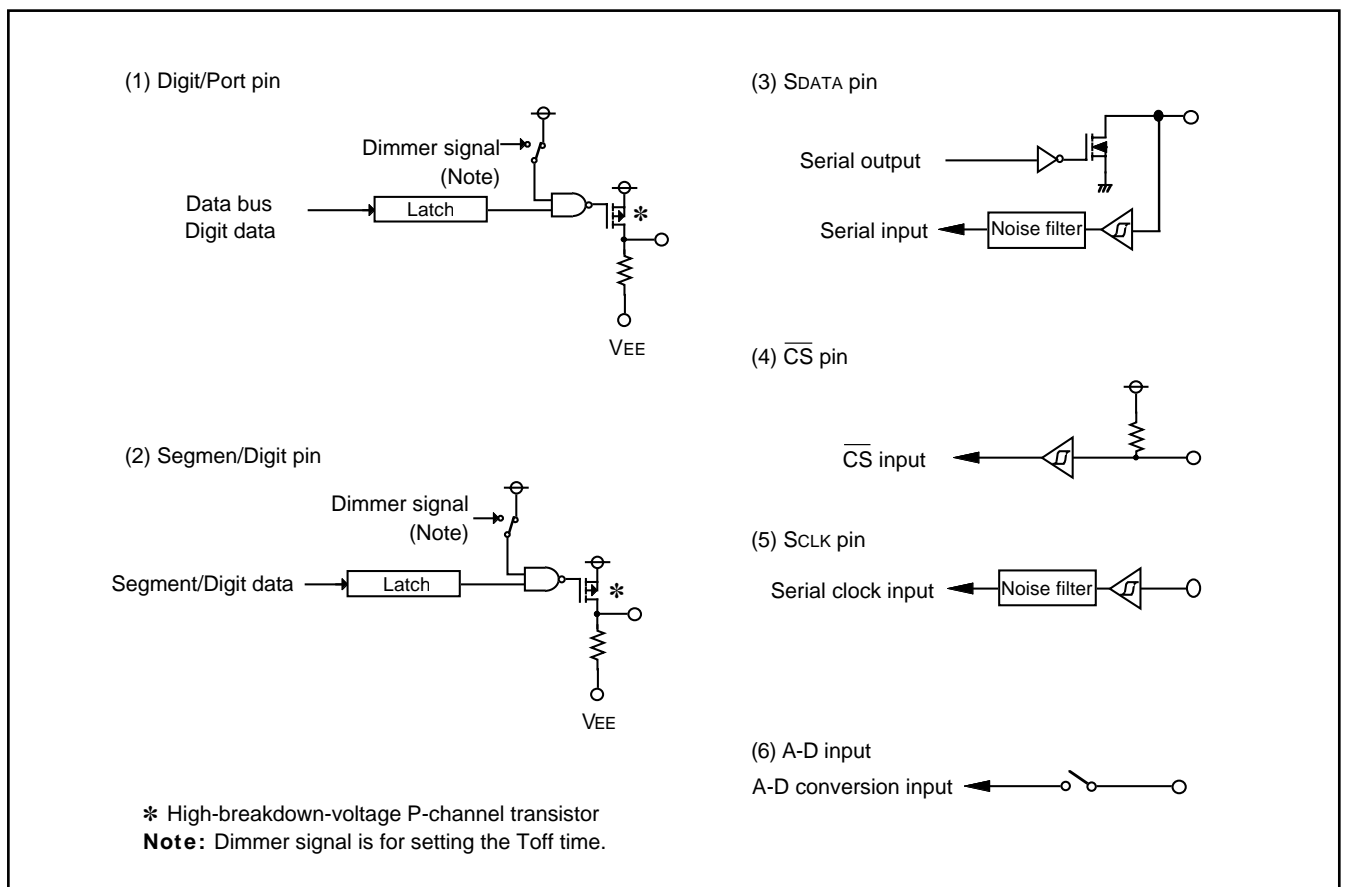 (1) Digit/Port pin
Dimmer signal
(Note)
Data bus
Digit data
Latch
*
VEE
(2) Segmen/Digit pin
Dimmer signal
(Note)
Segment/Digit data
Latch
*
VEE
* High-breakdown-voltage P-channel transistor
Note: Dimmer signal is for setting the Toff time.
(3) SDATA pin
Serial output
Serial input
Noise filter
(4) C̅S̅ pin
C̅S̅ input
(5) SCLK pin
Serial clock input
Noise filter
(6) A-D input
A-D conversion input